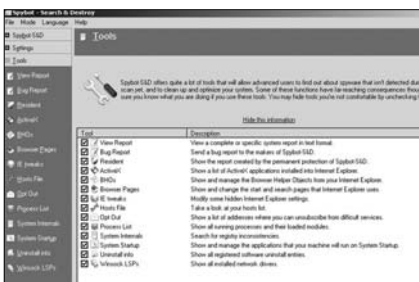 Spybot - Search & Destroy
File Mode Language Help
Spybot-S&D
Settings
Tools
View Report
Bug Report
Resident
ActiveX
BHOs
Browser Pages
IE tweaks
Hosts File
Opt Out
Process List
System Internals
System Startup
Uninstall info
Winsock LSPs
Tools
Spybot-S&D offers quite a lot of tools that will allow advanced users to find out about spyware that isn't detected dur
scan yet, and to clean up and optimize your System. Some of these functions have far-reaching consequences thou
sure you know what you are doing if you use these tools. You may hide tools you're not comfortable by unchecking t
Hide this information
Tool Description
View Report View a complete or specific system report in text format.
Bug Report Send a bug report to the makers of Spybot-S&D.
Resident Show the report created by the permanent protection of Spybot-S&D.
ActiveX Show a list of ActiveX applications installed into Internet Explorer.
BHOs Show and manage the Browser Helper Objects from your Internet Explorer.
Browser Pages Show and change the start and search pages that Internet Explorer uses.
IE tweaks Modify some hidden Internet Explorer settings.
Hosts File Take a look at your hosts list.
Opt Out Show a list of addresses where you can unsubscribe from difficult services.
Process List Show all running processes and their loaded modules.
System Internals Search for registry inconsistencies.
System Startup Show and manage the applications that your machine will run on System Startup.
Uninstall info Show all registered software uninstall entries.
Winsock LSPs Show all installed network drivers.